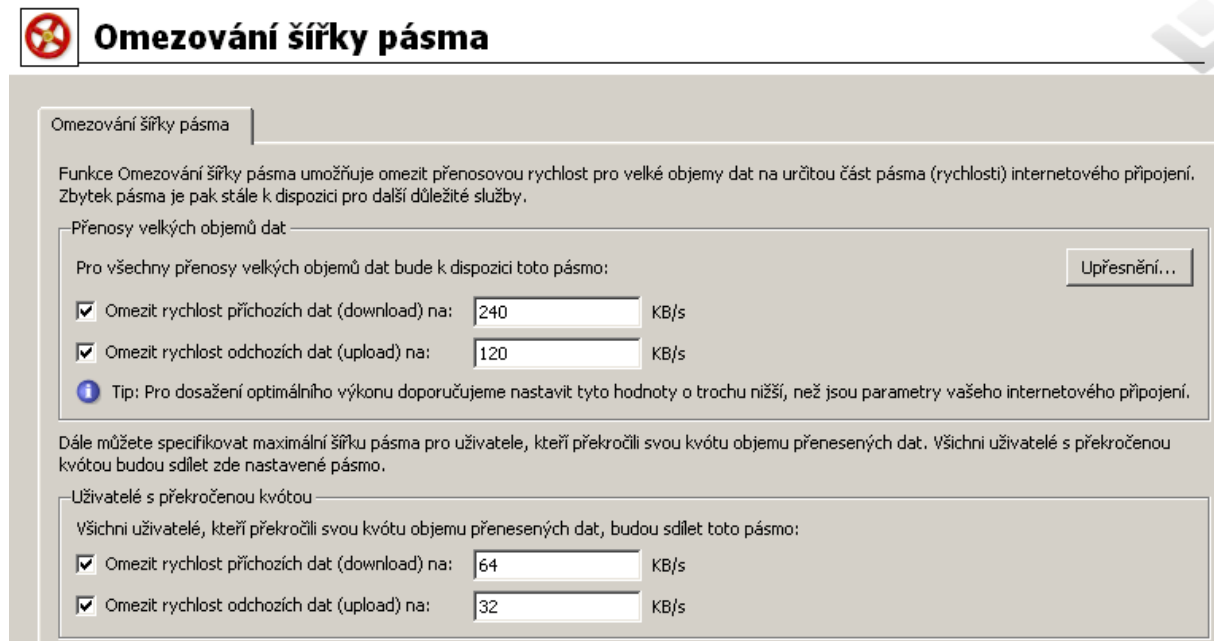 Omezování šířky pásma
Omezování šířky pásma
Funkce Omezování šířky pásma umožňuje omezit přenosovou rychlost pro velké objemy dat na určitou část pásma (rychlosti) internetového připojení.
Zbytek pásma je pak stále k dispozici pro další důležité služby.
Přenosy velkých objemů dat
Pro všechny přenosy velkých objemů dat bude k dispozici toto pásmo:
Upřesnění...
Omezit rychlost příchozích dat (download) na: 240 KB/s
Omezit rychlost odchozích dat (upload) na: 120 KB/s
Tip: Pro dosažení optimálního výkonu doporučujeme nastavit tyto hodnoty o trochu nižší, než jsou parametry vašeho internetového připojení.
Dále můžete specifikovat maximální šířku pásma pro uživatele, kteří překročili svou kvótu objemu přenesených dat. Všichni uživatelé s překročenou
kvótou budou sdílet zde nastavené pásmo.
Uživatelé s překročenou kvótou
Všichni uživatelé, kteří překročili svou kvótu objemu přenesených dat, budou sdílet toto pásmo:
Omezit rychlost příchozích dat (download) na: 64 KB/s
Omezit rychlost odchozích dat (upload) na: 32 KB/s